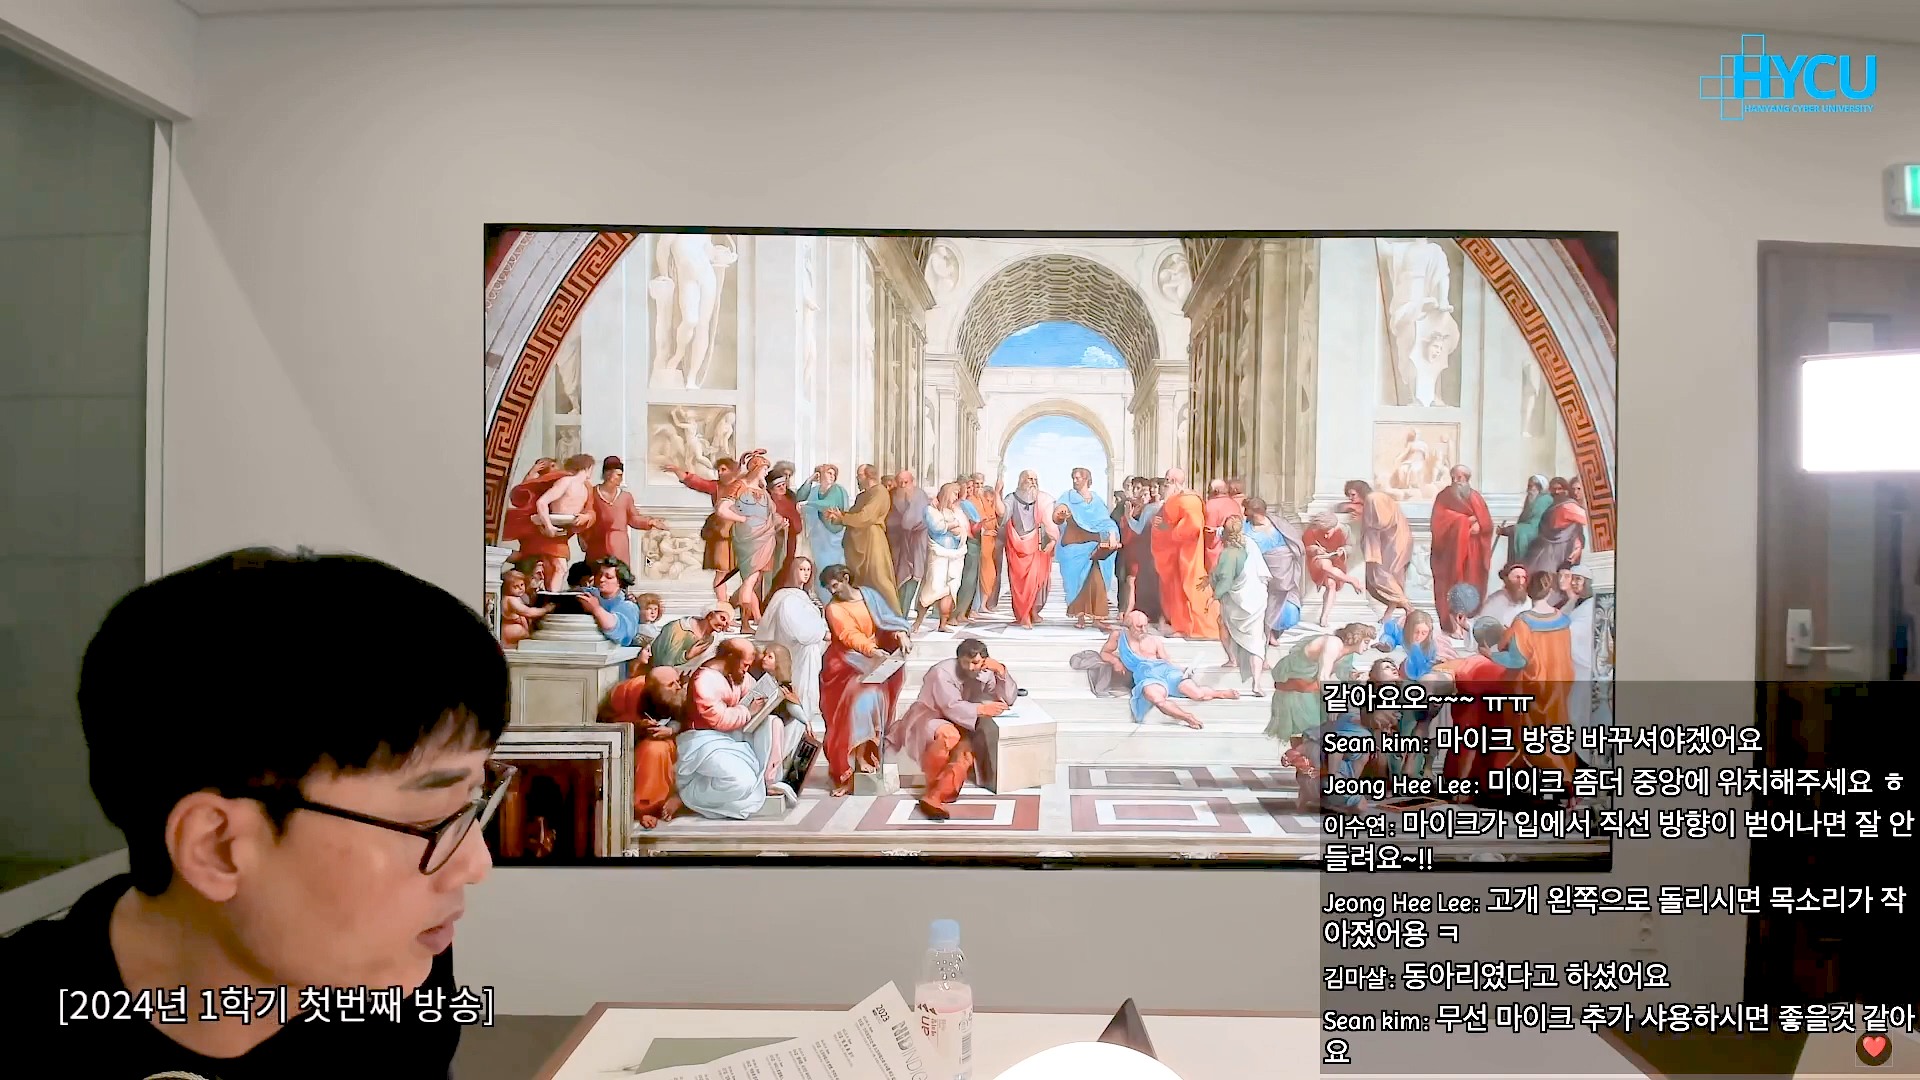 HYCU
HANYANG CYBER UNIVERSITY
같아요오~~~ ㅠㅠ
Sean kim: 마이크 방향 바꾸셔야겠어요
Jeong Hee Lee: 미이크 좀더 중앙에 위치해주세요 ㅎ
이수연: 마이크가 입에서 직선 방향이 벋어나면 잘 안
들려요~!!
Jeong Hee Lee: 고개 왼쪽으로 돌리시면 목소리가 작
아졌어용 ㅋ
김마샬: 동아리였다고 하셨어요
Sean kim: 무선 마이크 추가 샤용하시면 좋을것 같아
요
[2024년 1학기 첫번째 방송]
2023
UP